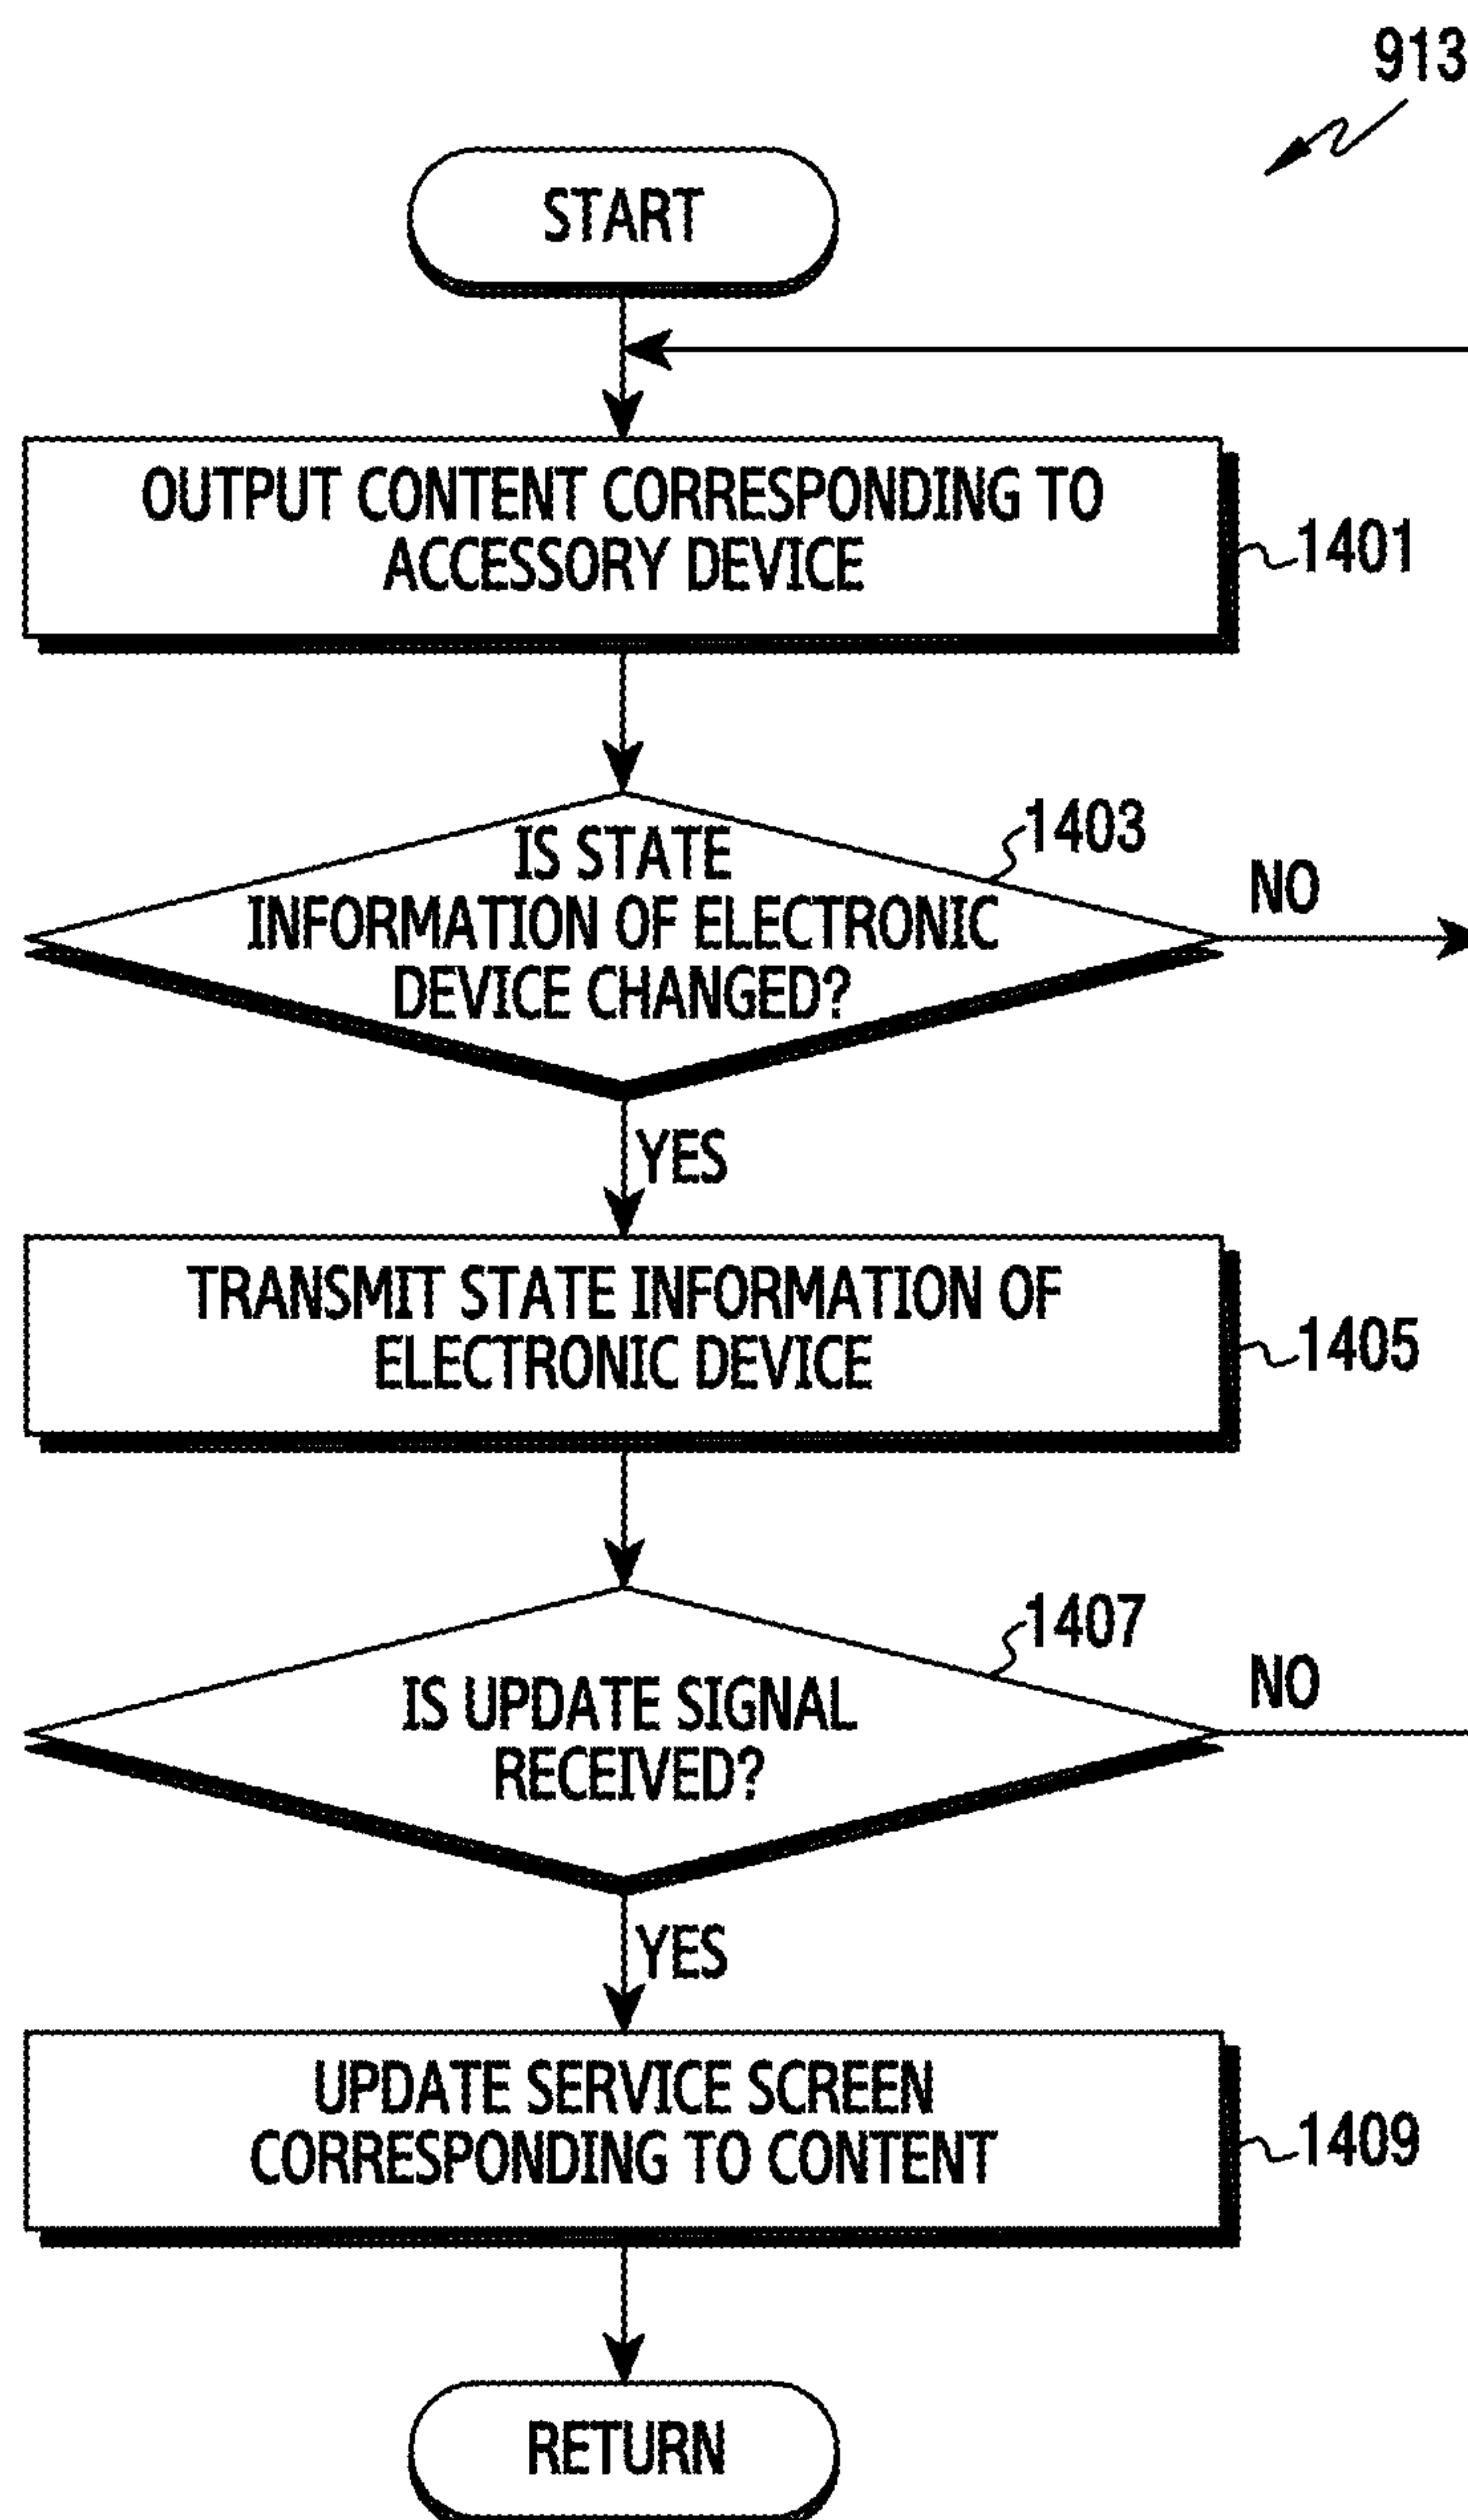 913
START
OUTPUT CONTENT CORRESPONDING TO
ACCESSORY DEVICE
1401
1403
IS STATE
INFORMATION OF ELECTRONIC
DEVICE CHANGED?
NO
YES
TRANSMIT STATE INFORMATION OF
ELECTRONIC DEVICE
1405
1407
IS UPDATE SIGNAL
RECEIVED?
NO
YES
UPDATE SERVICE SCREEN
CORRESPONDING TO CONTENT
1409
RETURN